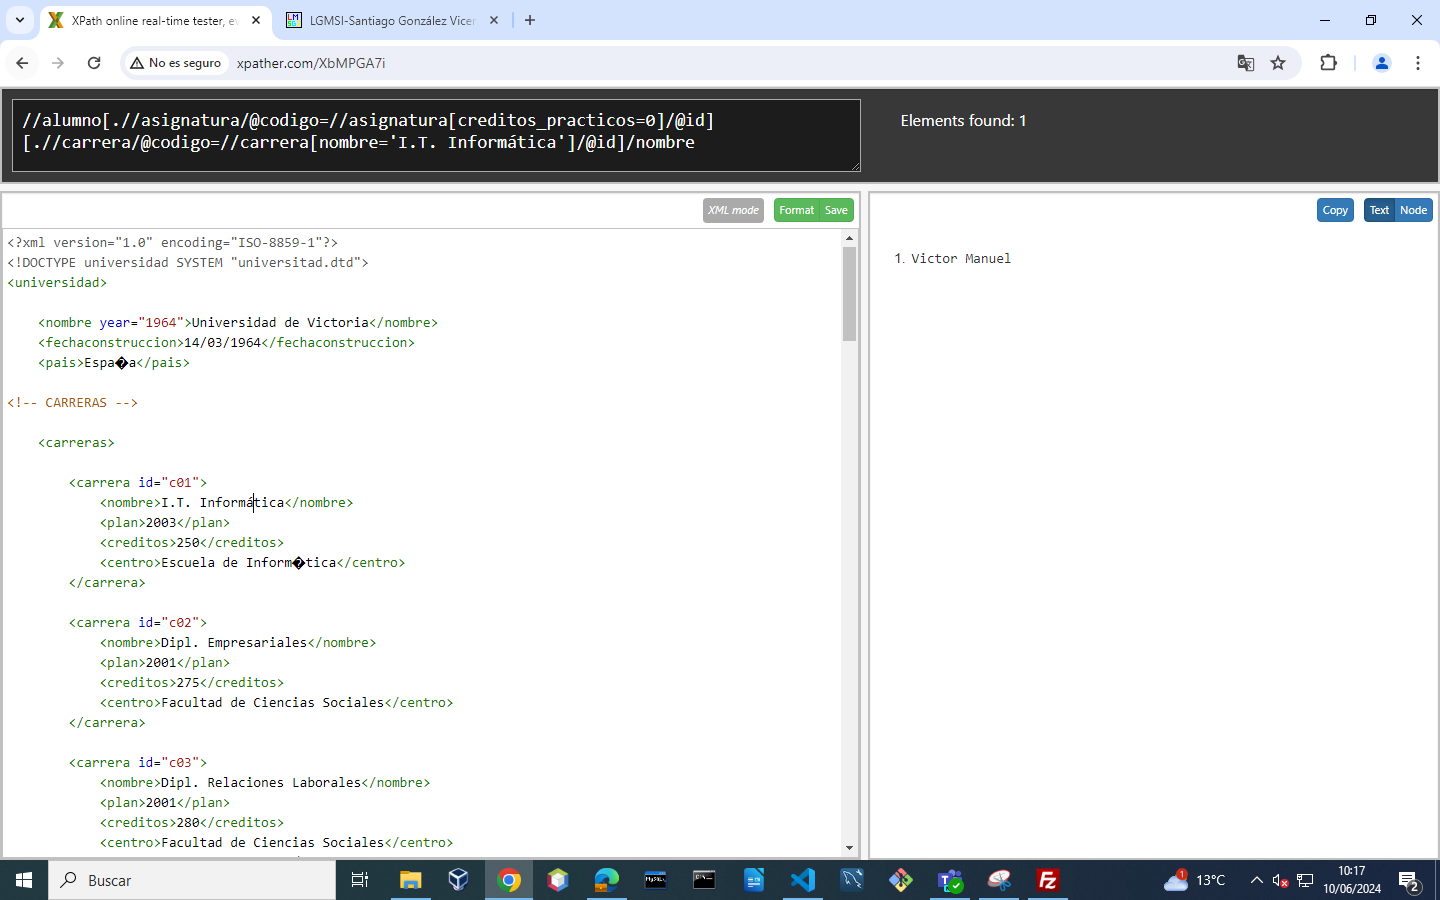 XPath online real-time tester, ev
LGMSI-Santiago González Vicen
No es seguro
xpather.com/XbMPGA7i
//alumno[.//asignatura/@codigo=//asignatura[creditos_practicos=0]/@id]
[.//carrera/@codigo=//carrera[nombre='I.T. Informática']/@id]/nombre
Elements found: 1
XML mode
Format
Save
Copy
Text
Node
<?xml version="1.0" encoding="ISO-8859-1"?>
<!DOCTYPE universidad SYSTEM "universitad.dtd">
<universidad>
<nombre year="1964">Universidad de Victoria</nombre>
<fechaconstruccion>14/03/1964</fechaconstruccion>
<pais>Espa�a</pais>
<!-- CARRERAS -->
<carreras>
<carrera id="c01">
<nombre>I.T. Informática</nombre>
<plan>2003</plan>
<creditos>250</creditos>
<centro>Escuela de Inform�tica</centro>
</carrera>
<carrera id="c02">
<nombre>Dipl. Empresariales</nombre>
<plan>2001</plan>
<creditos>275</creditos>
<centro>Facultad de Ciencias Sociales</centro>
</carrera>
<carrera id="c03">
<nombre>Dipl. Relaciones Laborales</nombre>
<plan>2001</plan>
<creditos>280</creditos>
<centro>Facultad de Ciencias Sociales</centro>
1. Victor Manuel
Buscar
1
13°C
10:17
10/06/2024
2